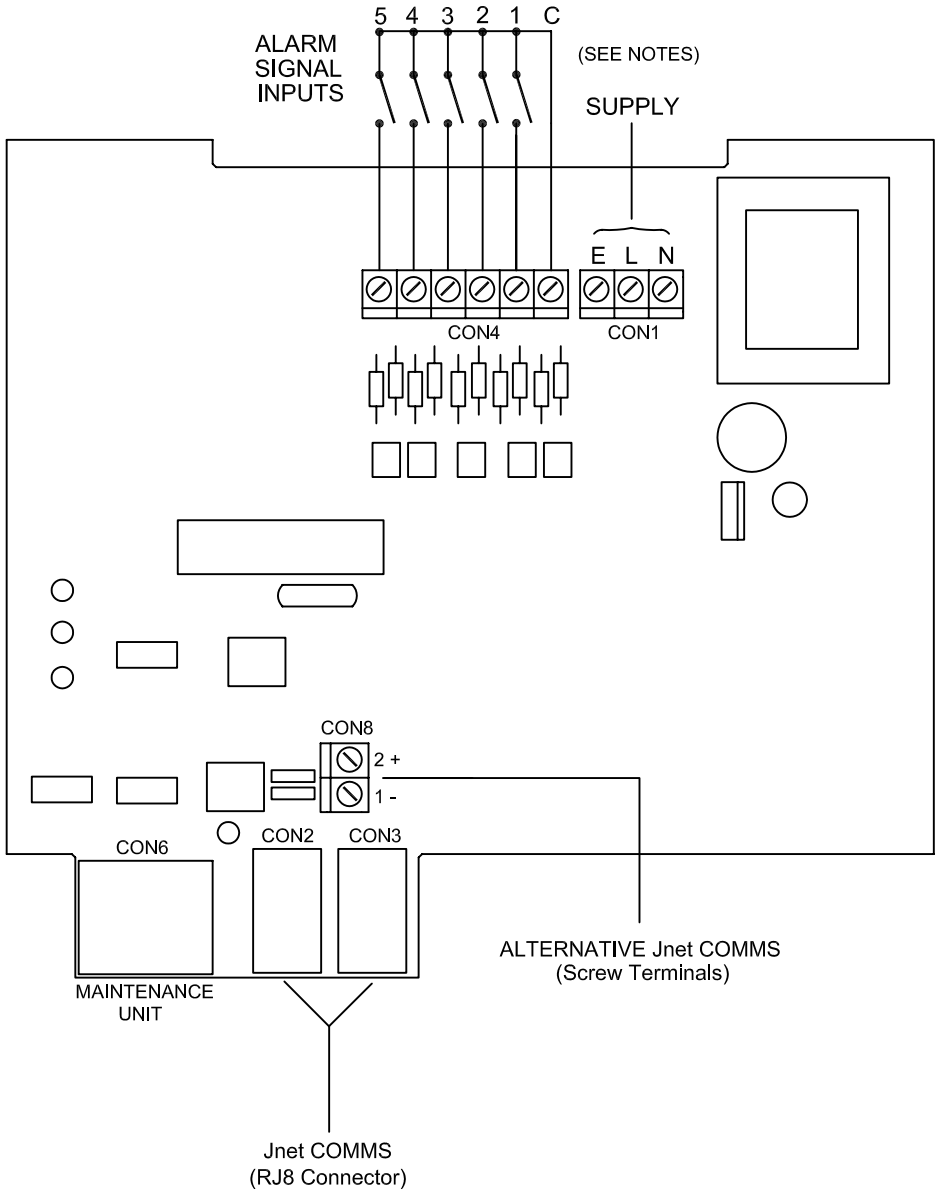 5 4 3 2 1 C
ALARM
SIGNAL
INPUTS
(SEE NOTES)
SUPPLY
E L N
CON4
CON1
CON8
2 +
1 -
CON6
CON2
CON3
MAINTENANCE
UNIT
ALTERNATIVE Jnet COMMS
(Screw Terminals)
Jnet COMMS
(RJ8 Connector)